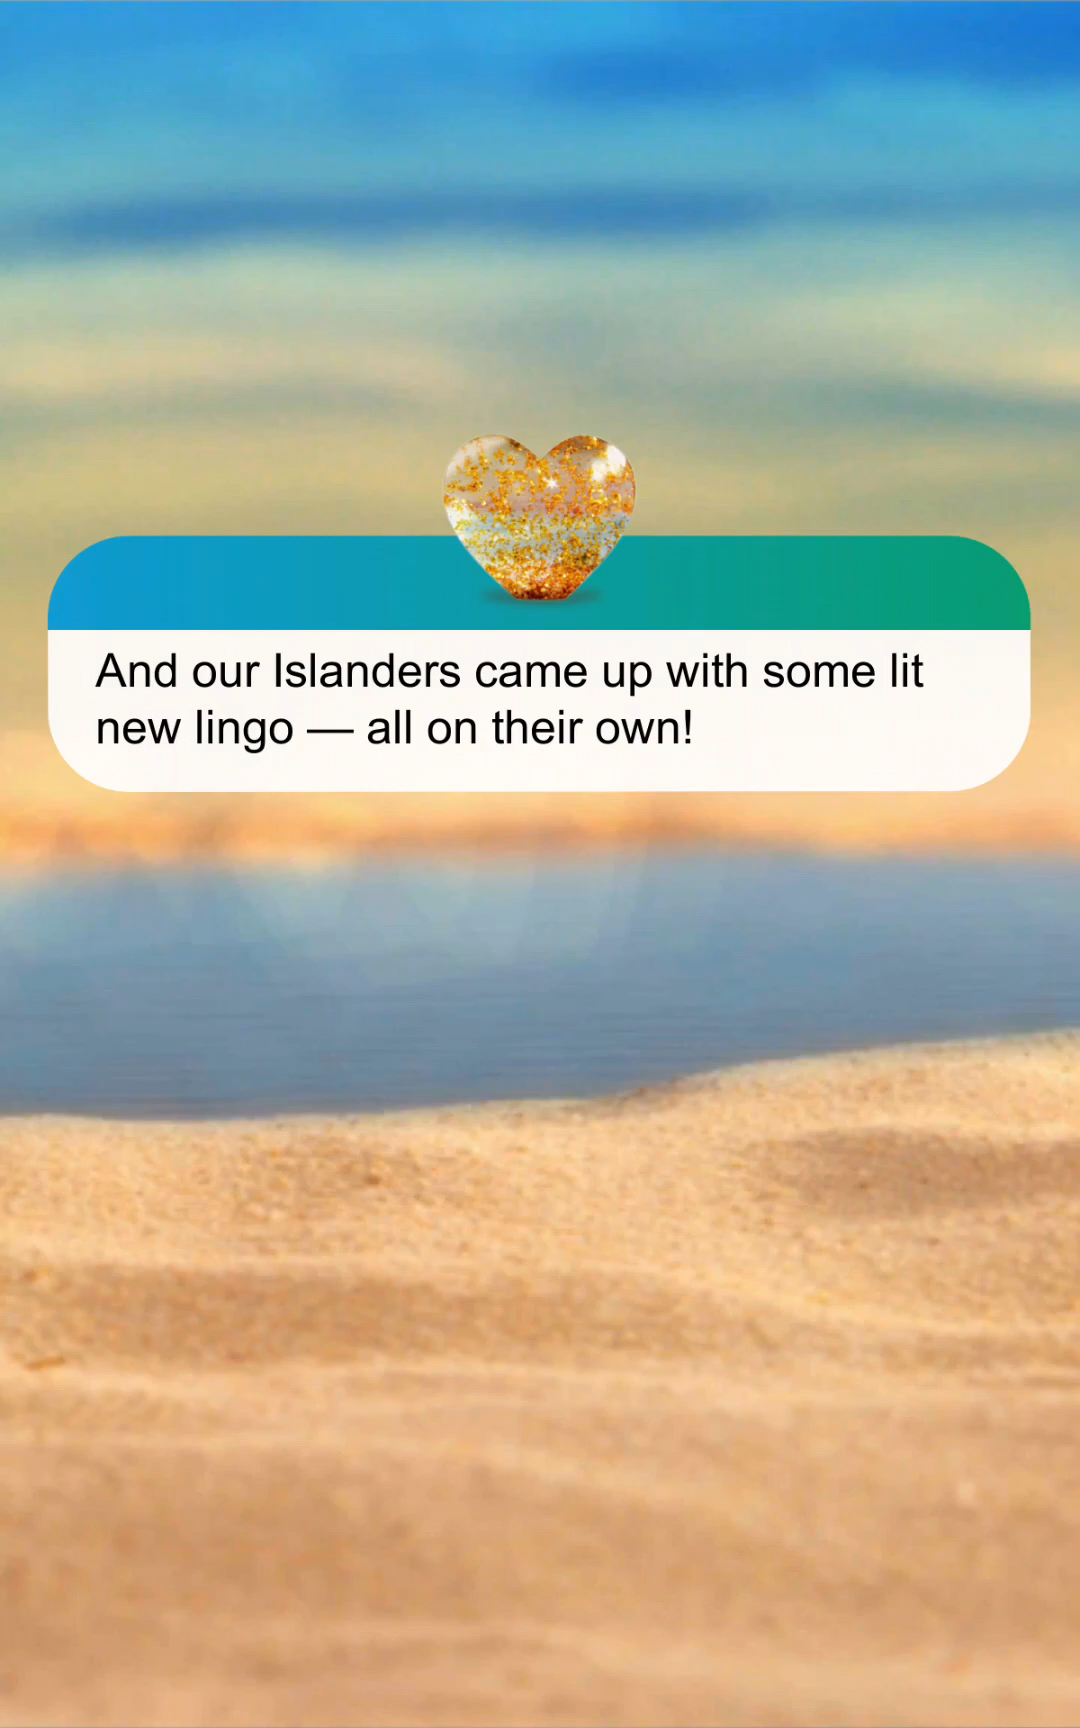 And our Islanders came up with some lit
new lingo — all on their own!